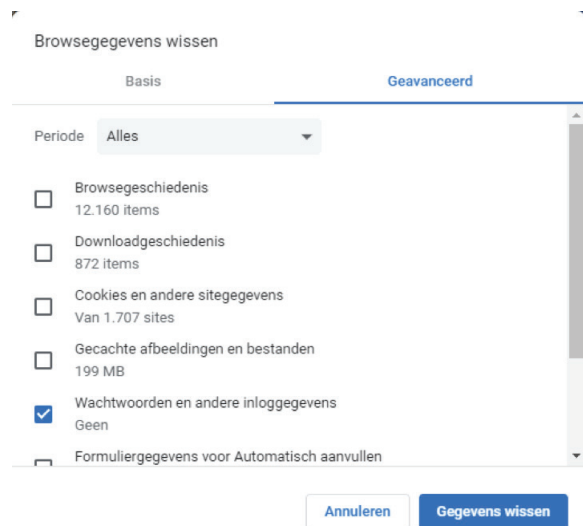 Browsegegevens wissen
Basis
Geavanceerd
Periode Alles
Browsegeschiedenis
12.160 items
Downloadgeschiedenis
872 items
Cookies en andere sitegegevens
Van 1.707 sites
Gecachte afbeeldingen en bestanden
199 MB
Wachtwoorden en andere inloggegevens
Geen
Formuliergegevens voor Automatisch aanvullen
Annuleren
Gegevens wissen